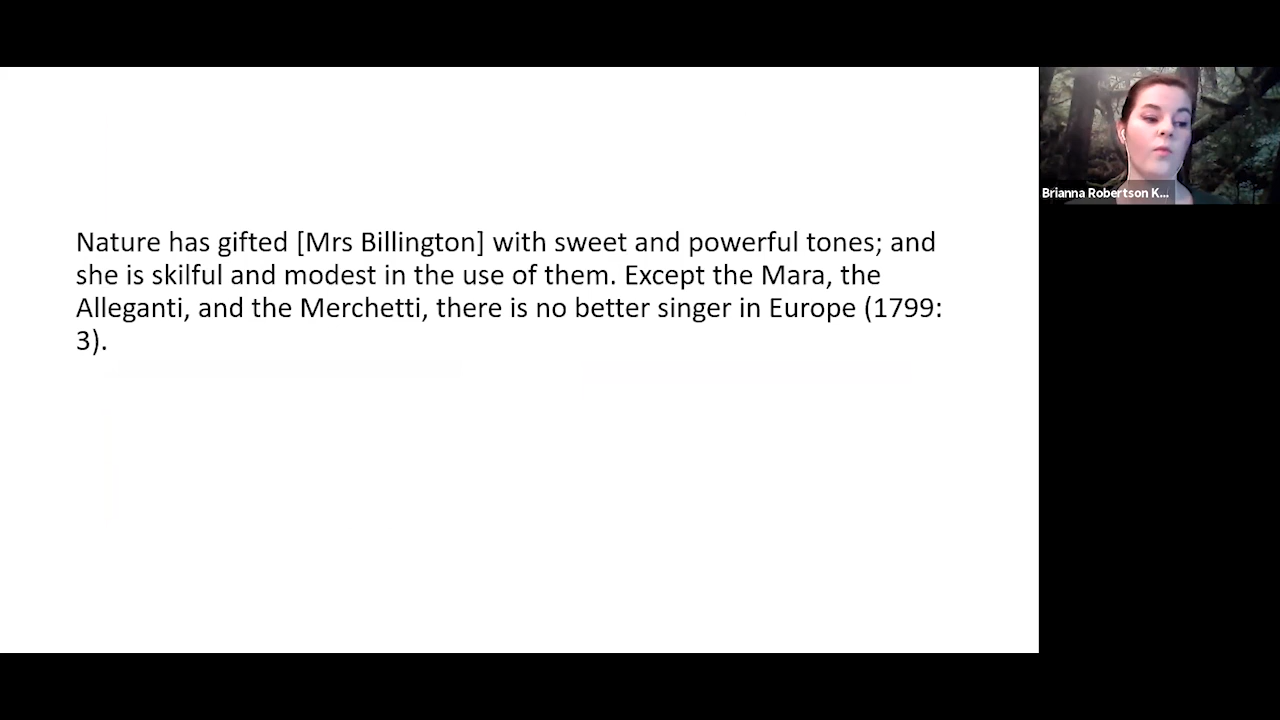 Nature has gifted [Mrs Billington] with sweet and powerful tones; and
she is skilful and modest in the use of them. Except the Mara, the
Alleganti, and the Merchetti, there is no better singer in Europe (1799:
3).
Brianna Robertson K...